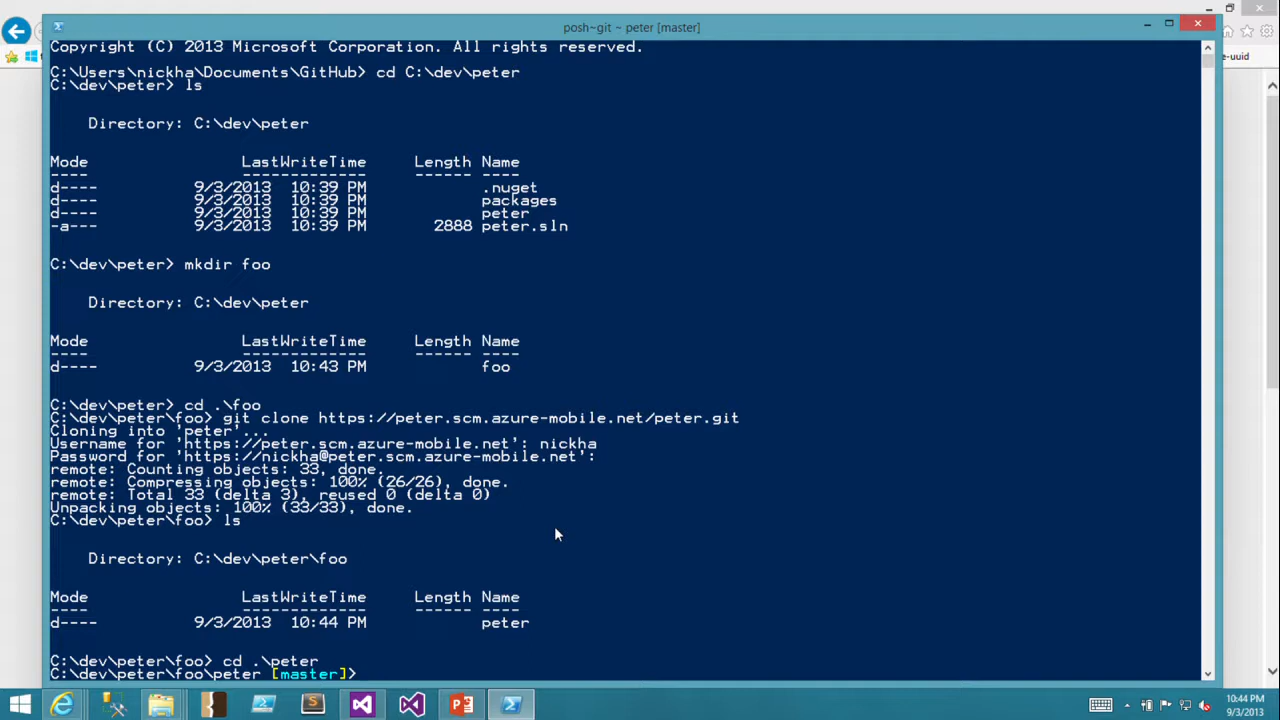 posh~git ~ peter [master]
e-uuid
Copyright (C) 2013 Microsoft Corporation. All rights reserved.
C:\Users\nickha\Documents\GitHub> cd C:\dev\peter
C:\dev\peter> ls
Directory: C:\dev\peter
Mode LastWriteTime Length Name
---- ------------- ------ ----
d---- 9/3/2013 10:39 PM .nuget
d---- 9/3/2013 10:39 PM packages
d---- 9/3/2013 10:39 PM peter
-a--- 9/3/2013 10:39 PM 2888 peter.sln
C:\dev\peter> mkdir foo
Directory: C:\dev\peter
Mode LastWriteTime Length Name
---- ------------- ------ ----
d---- 9/3/2013 10:43 PM foo
C:\dev\peter> cd .\foo
C:\dev\peter\foo> git clone https://peter.scm.azure-mobile.net/peter.git
Cloning into 'peter'...
Username for 'https://peter.scm.azure-mobile.net': nickha
Password for 'https://nickha@peter.scm.azure-mobile.net':
remote: Counting objects: 33, done.
remote: Compressing objects: 100% (26/26), done.
remote: Total 33 (delta 3), reused 0 (delta 0)
Unpacking objects: 100% (33/33), done.
C:\dev\peter\foo> ls
Directory: C:\dev\peter\foo
Mode LastWriteTime Length Name
---- ------------- ------ ----
d---- 9/3/2013 10:44 PM peter
C:\dev\peter\foo> cd .\peter
C:\dev\peter\foo\peter [master]>
10:44 PM
9/3/2013